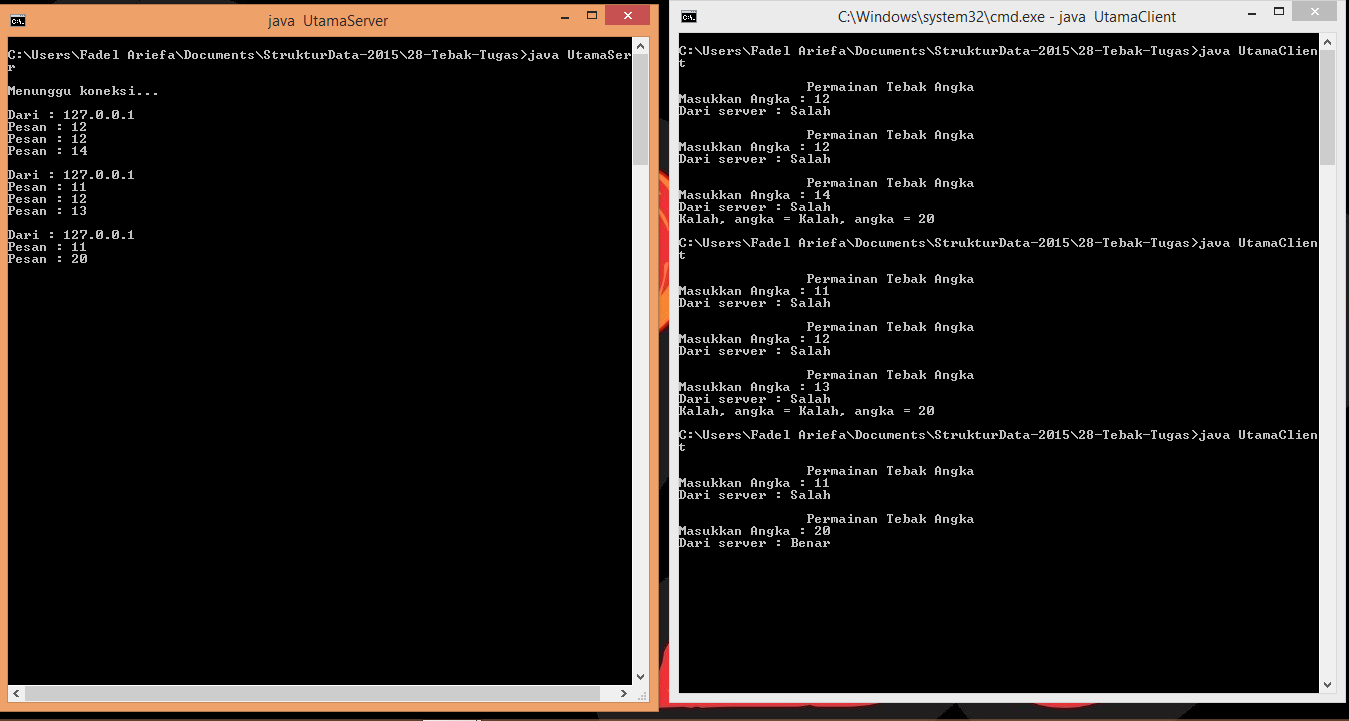 java  UtamaServer
C:\Users\Fadel Ariefa\Documents\StrukturData-2015\28-Tebak-Tugas>java UtamaSer
r
Menunggu koneksi...
Dari : 127.0.0.1
Pesan : 12
Pesan : 12
Pesan : 14
Dari : 127.0.0.1
Pesan : 11
Pesan : 12
Pesan : 13
Dari : 127.0.0.1
Pesan : 11
Pesan : 20
C:\Windows\system32\cmd.exe - java  UtamaClient
C:\Users\Fadel Ariefa\Documents\StrukturData-2015\28-Tebak-Tugas>java UtamaClien
t
Permainan Tebak Angka
Masukkan Angka : 12
Dari server : Salah
Permainan Tebak Angka
Masukkan Angka : 12
Dari server : Salah
Permainan Tebak Angka
Masukkan Angka : 14
Dari server : Salah
Kalah, angka = Kalah, angka = 20
C:\Users\Fadel Ariefa\Documents\StrukturData-2015\28-Tebak-Tugas>java UtamaClien
t
Permainan Tebak Angka
Masukkan Angka : 11
Dari server : Salah
Permainan Tebak Angka
Masukkan Angka : 12
Dari server : Salah
Permainan Tebak Angka
Masukkan Angka : 13
Dari server : Salah
Kalah, angka = Kalah, angka = 20
C:\Users\Fadel Ariefa\Documents\StrukturData-2015\28-Tebak-Tugas>java UtamaClien
t
Permainan Tebak Angka
Masukkan Angka : 11
Dari server : Salah
Permainan Tebak Angka
Masukkan Angka : 20
Dari server : Benar